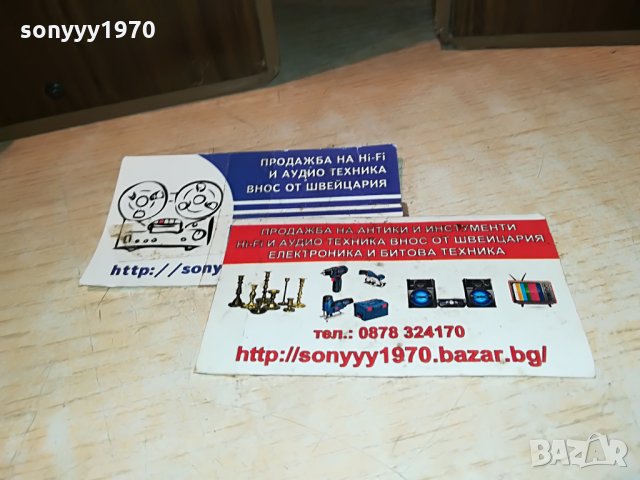 sonyyy1970
ПРОДАЖБА НА Hi-Fi
И АУДИО ТЕХНИКА
ВНОС ОТ ШВЕЙЦАРИЯ
http://sony
ПРОДАЖБА НА АНТИКИ И ИНСТУМЕНТИ
Hi-Fi И АУДИО ТЕХНИКА ВНОС ОТ ШВЕЙЦАРИЯ
ЕЛЕКТРОНИКА И БИТОВА ТЕХНИКА
тел.: 0878 324170
http://sonyyy1970.bazar.bg/
BAZAR